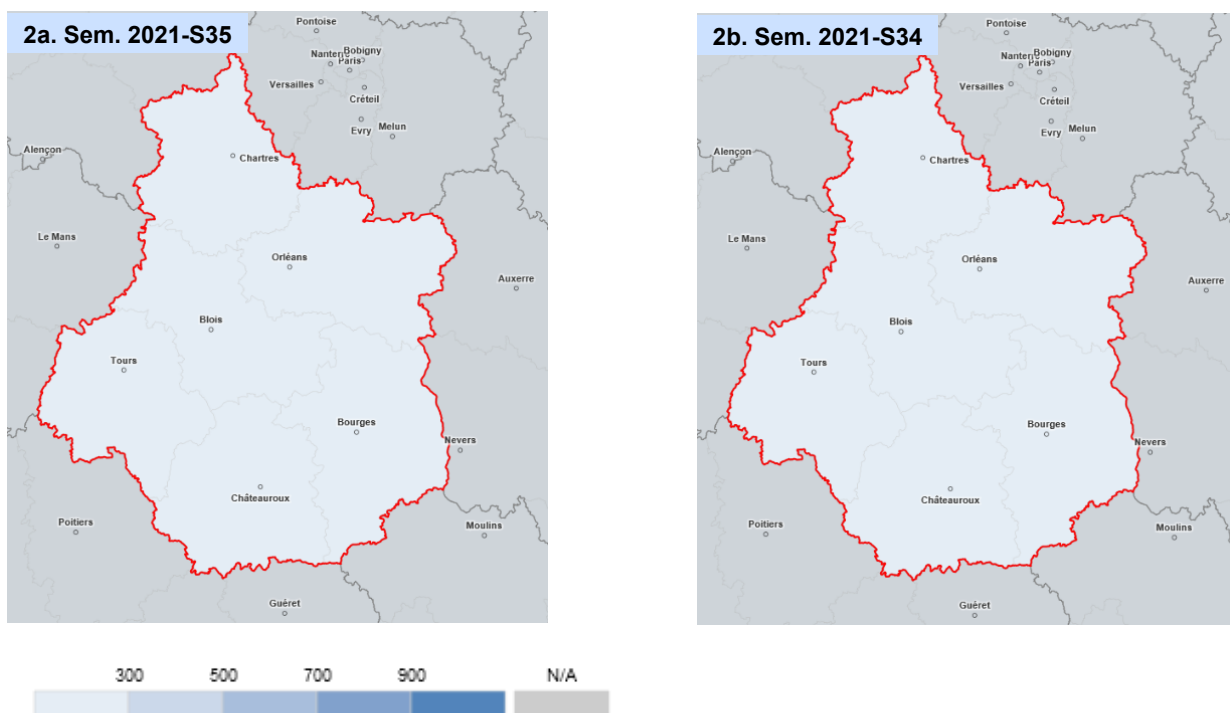 2a. Sem. 2021-S35
Pontoise
Bobigny
Nanterre
Paris
Versailles
Créteil
Evry
Melun
Alençon
Chartres
Le Mans
Orléans
Auxerre
Blois
Tours
Bourges
Nevers
Châteauroux
Poitiers
Moulins
Guéret
2b. Sem. 2021-S34
Pontoise
Bobigny
Nanterre
Paris
Versailles
Créteil
Evry
Melun
Alençon
Chartres
Le Mans
Orléans
Auxerre
Blois
Tours
Bourges
Nevers
Châteauroux
Poitiers
Moulins
Guéret
300 500 700 900 N/A